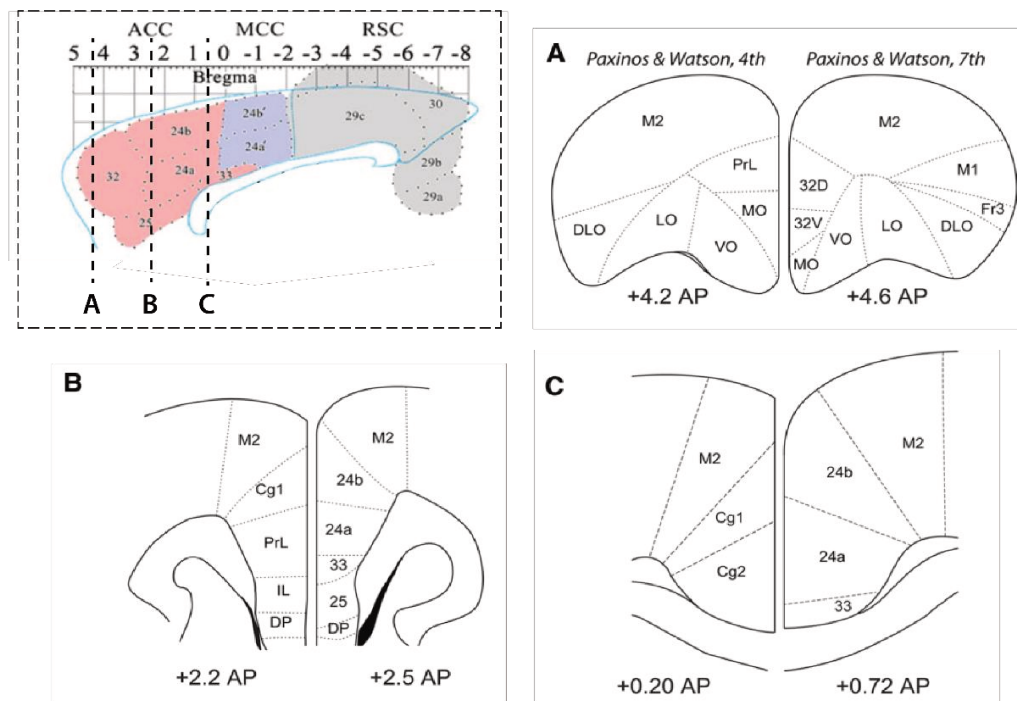 ACC MCC RSC
5 4 3 2 1 0 -1 -2 -3 -4 -5 -6 -7 -8
Bregma
24b 24b 29c 30
32 24a 33 24a 29b
25 29a
A B C
A
Paxinos & Watson, 4th Paxinos & Watson, 7th
M2 M2
PrL M1
32D
DLO LO MO Fr3
32V VO LO DLO
VO
MO
+4.2 AP +4.6 AP
B
M2 M2
Cg1 24b
PrL 24a
33
IL 25
DP DP
+2.2 AP +2.5 AP
C
M2 M2
24b
Cg1
Cg2 24a
33
+0.20 AP +0.72 AP